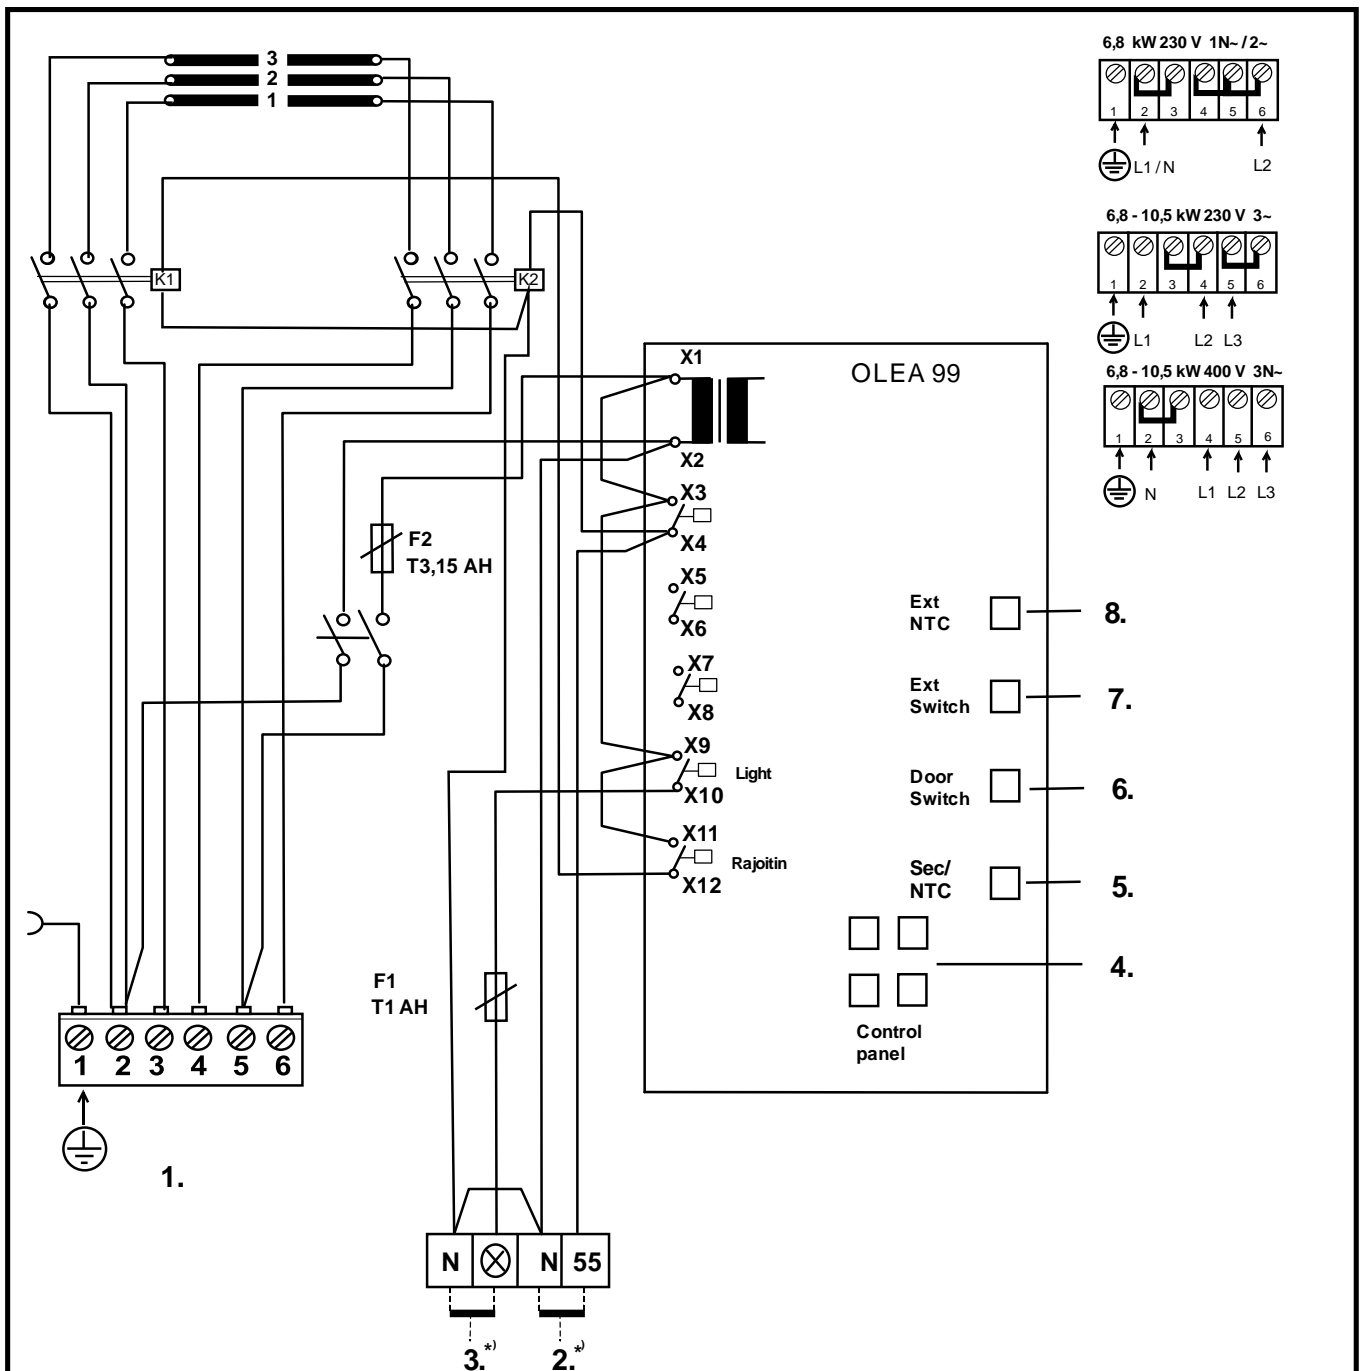 3
2
1
K1
K2
6,8 kW 230 V 1N~ / 2~
1 2 3 4 5 6
L1 / N L2
6,8 - 10,5 kW 230 V 3~
1 2 3 4 5 6
L1 L2 L3
6,8 - 10,5 kW 400 V 3N~
1 2 3 4 5 6
N L1 L2 L3
OLEA 99
X1
X2
X3
X4
X5
X6
X7
X8
X9
Light
X10
X11
Rajoitin
X12
F2
T3,15 AH
Ext
NTC
8.
Ext
Switch
7.
Door
Switch
6.
Sec/
NTC
5.
4.
Control
panel
F1
T1 AH
1 2 3 4 5 6
1.
N N 55
3.*) 2.*)